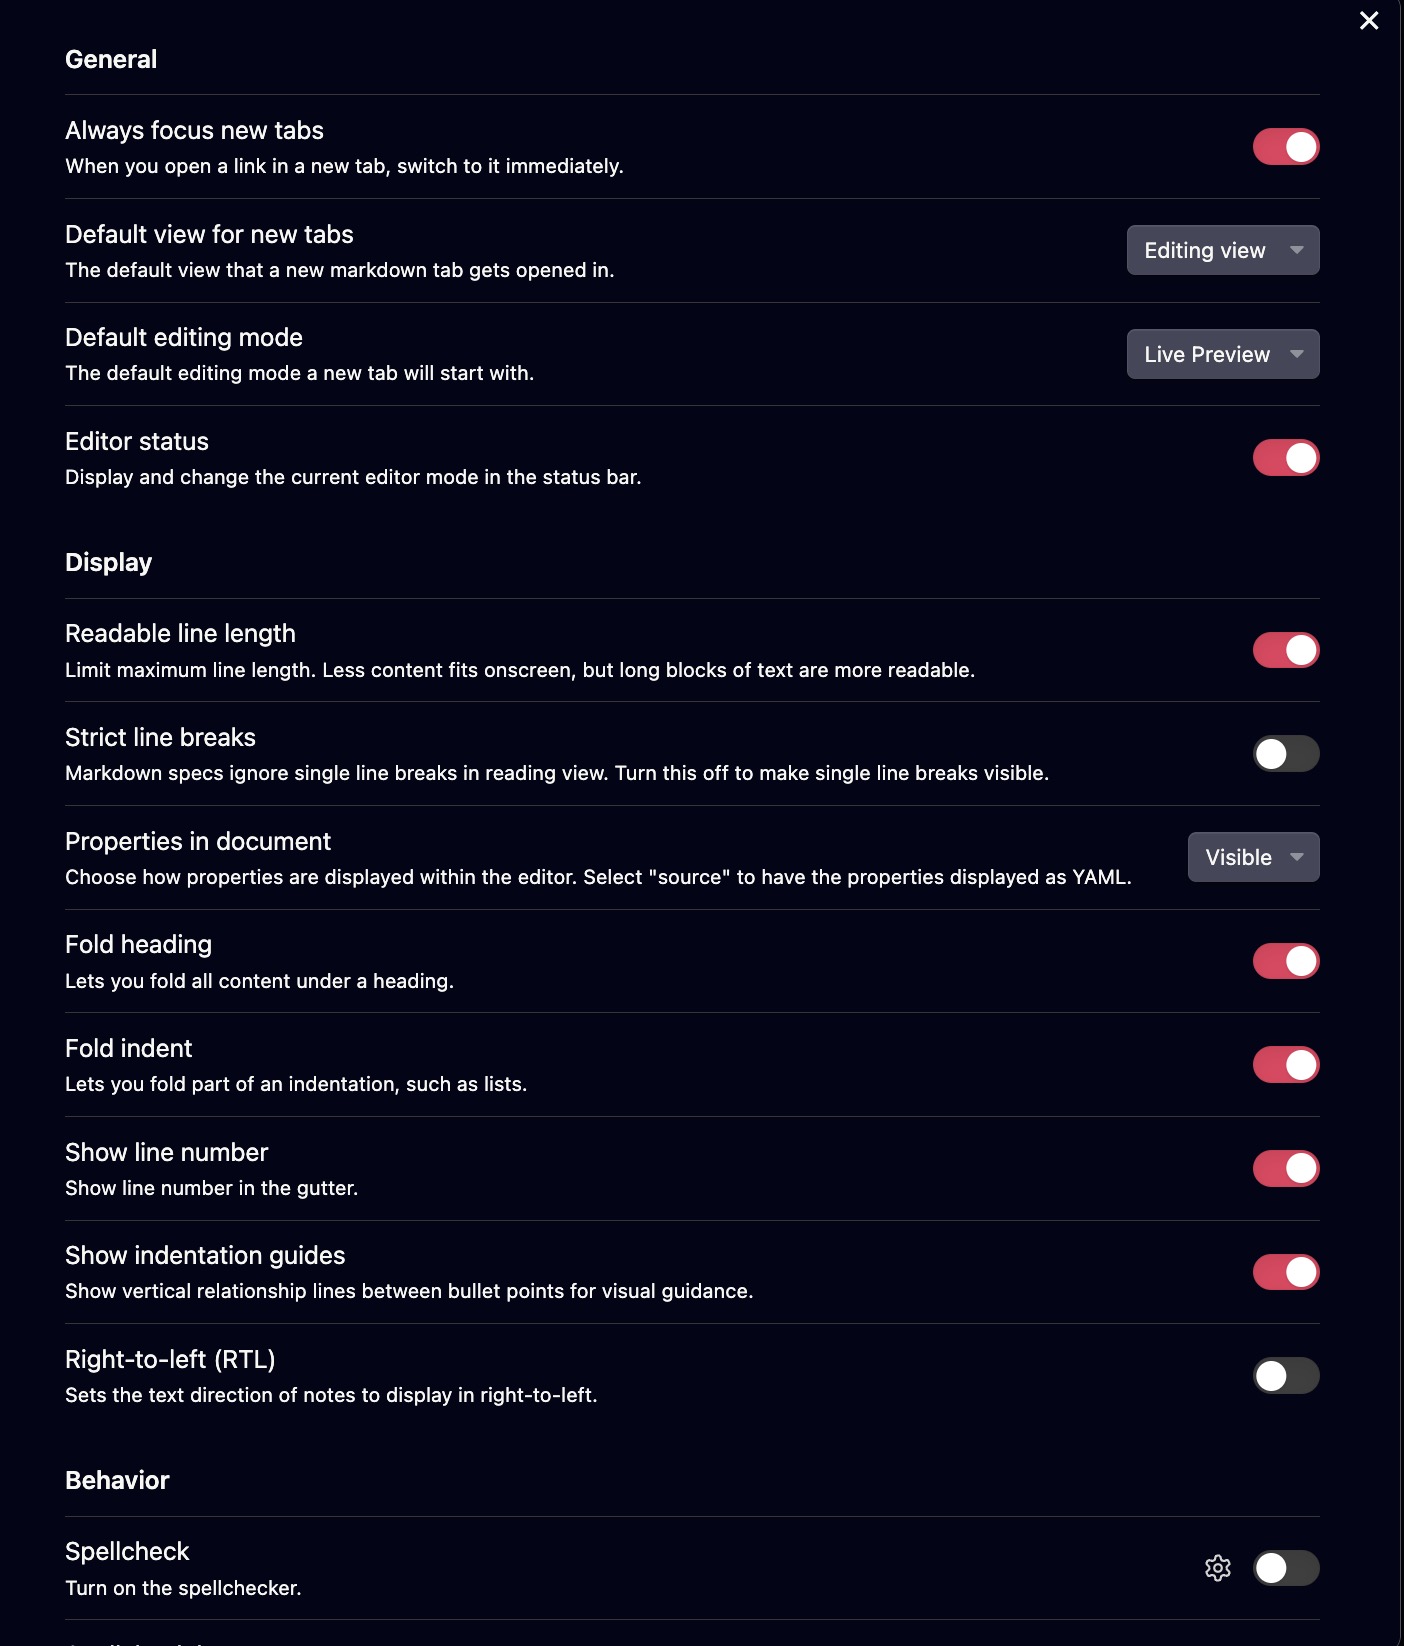 General
Always focus new tabs
When you open a link in a new tab, switch to it immediately.
Default view for new tabs
The default view that a new markdown tab gets opened in.
Editing view
Default editing mode
The default editing mode a new tab will start with.
Live Preview
Editor status
Display and change the current editor mode in the status bar.
Display
Readable line length
Limit maximum line length. Less content fits onscreen, but long blocks of text are more readable.
Strict line breaks
Markdown specs ignore single line breaks in reading view. Turn this off to make single line breaks visible.
Properties in document
Choose how properties are displayed within the editor. Select "source" to have the properties displayed as YAML.
Visible
Fold heading
Lets you fold all content under a heading.
Fold indent
Lets you fold part of an indentation, such as lists.
Show line number
Show line number in the gutter.
Show indentation guides
Show vertical relationship lines between bullet points for visual guidance.
Right-to-left (RTL)
Sets the text direction of notes to display in right-to-left.
Behavior
Spellcheck
Turn on the spellchecker.